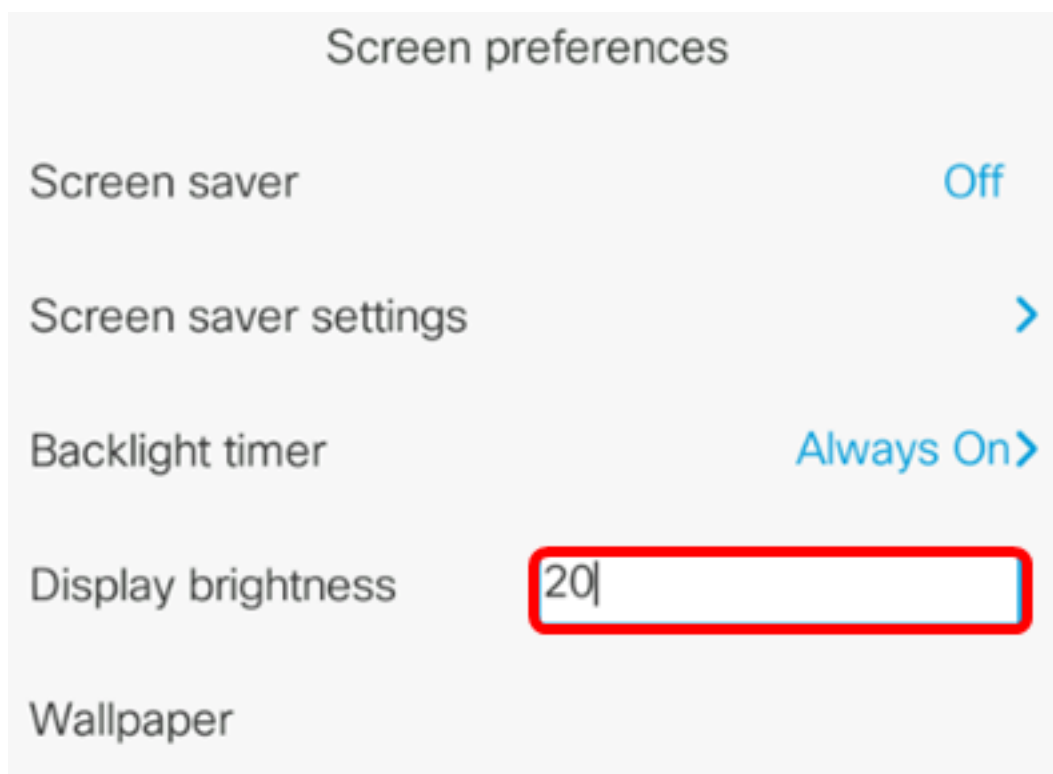 Screen preferences
Screen saver Off
Screen saver settings
Backlight timer Always On
Display brightness 20
Wallpaper